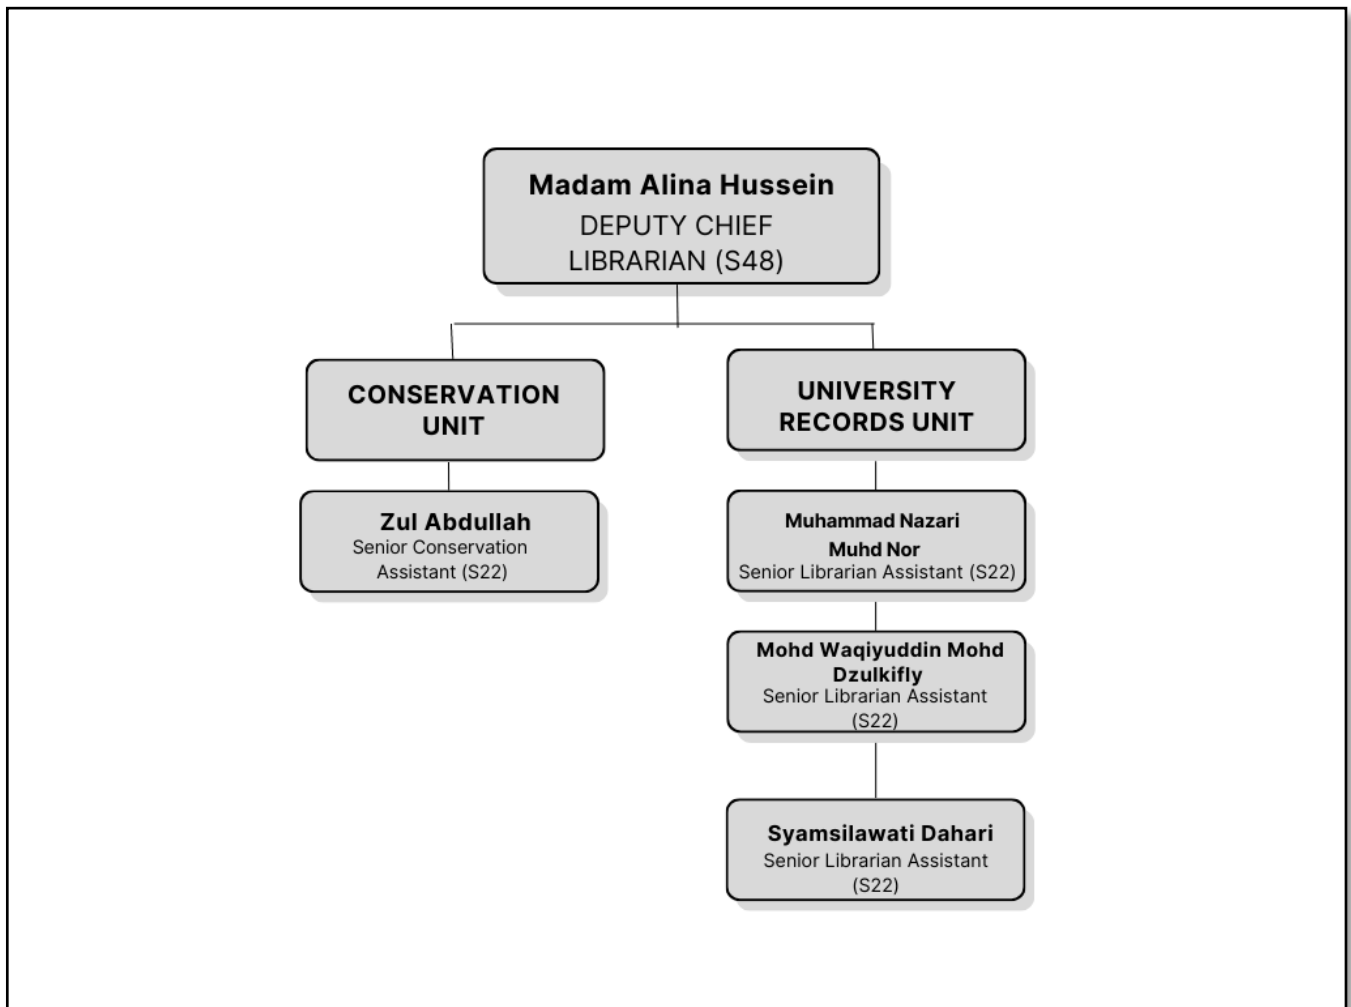 Madam Alina Hussein
DEPUTY CHIEF
LIBRARIAN (S48)
CONSERVATION
UNIT
UNIVERSITY
RECORDS UNIT
Zul Abdullah
Senior Conservation
Assistant (S22)
Muhammad Nazari
Muhd Nor
Senior Librarian Assistant (S22)
Mohd Waqiyuddin Mohd
Dzulkifly
Senior Librarian Assistant
(S22)
Syamsilawati Dahari
Senior Librarian Assistant
(S22)